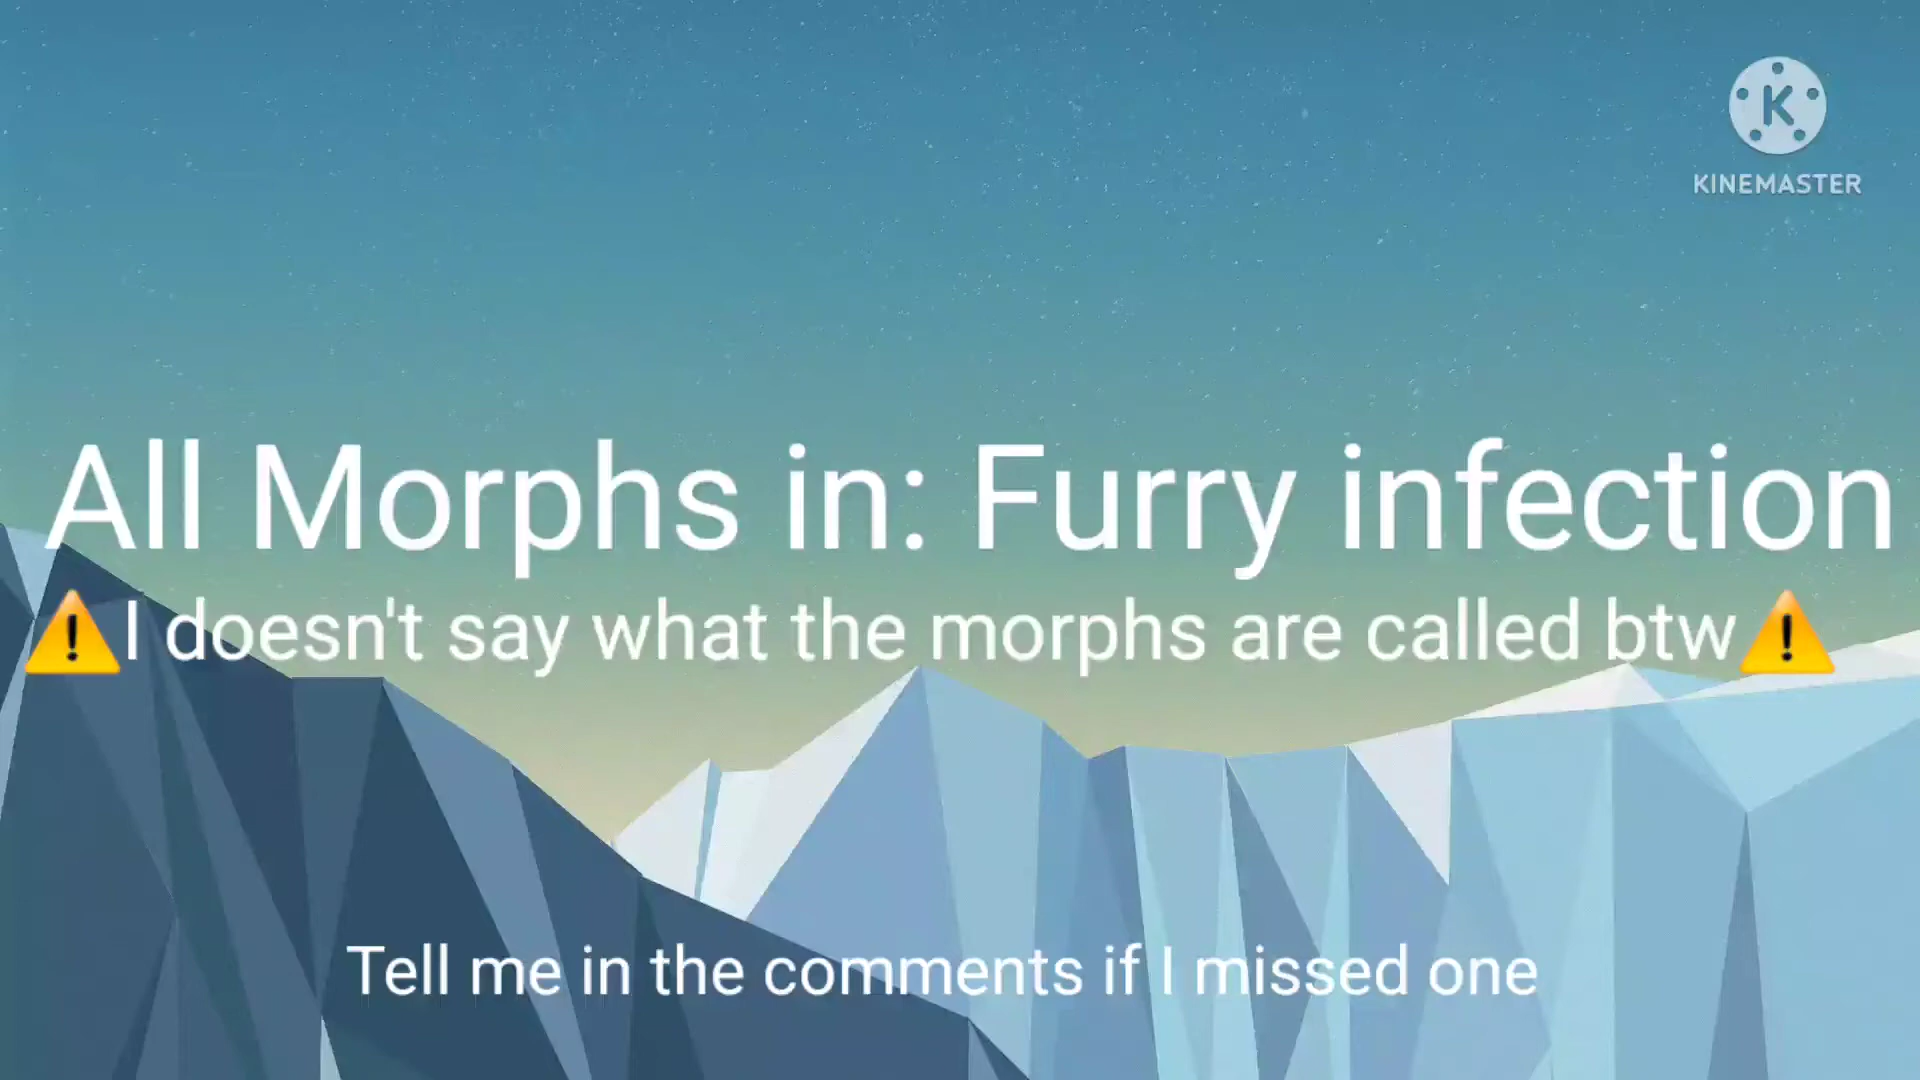 K
KINEMASTER
All Morphs in: Furry infection
⚠️I doesn't say what the morphs are called btw⚠️
Tell me in the comments if I missed one